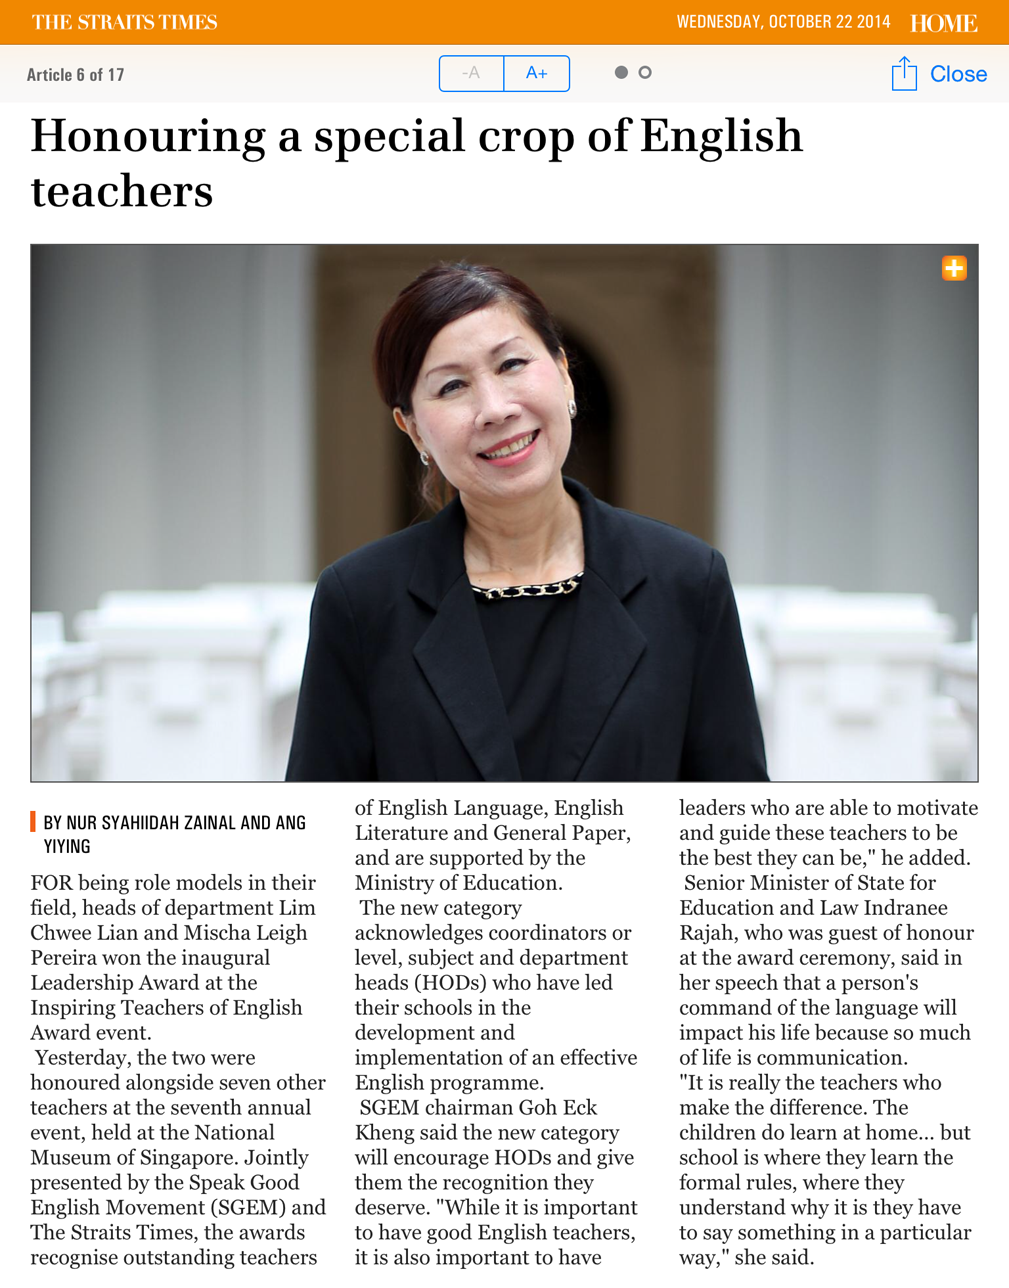 THE STRAITS TIMES
WEDNESDAY, OCTOBER 22 2014 HOME
Article 6 of 17
-A A+
Close
Honouring a special crop of English
teachers
BY NUR SYAHIIDAH ZAINAL AND ANG
YIYING
FOR being role models in their
field, heads of department Lim
Chwee Lian and Mischa Leigh
Pereira won the inaugural
Leadership Award at the
Inspiring Teachers of English
Award event.
Yesterday, the two were
honoured alongside seven other
teachers at the seventh annual
event, held at the National
Museum of Singapore. Jointly
presented by the Speak Good
English Movement (SGEM) and
The Straits Times, the awards
recognise outstanding teachers
of English Language, English
Literature and General Paper,
and are supported by the
Ministry of Education.
The new category
acknowledges coordinators or
level, subject and department
heads (HODs) who have led
their schools in the
development and
implementation of an effective
English programme.
SGEM chairman Goh Eck
Kheng said the new category
will encourage HODs and give
them the recognition they
deserve. "While it is important
to have good English teachers,
it is also important to have
leaders who are able to motivate
and guide these teachers to be
the best they can be," he added.
Senior Minister of State for
Education and Law Indranee
Rajah, who was guest of honour
at the award ceremony, said in
her speech that a person's
command of the language will
impact his life because so much
of life is communication.
"It is really the teachers who
make the difference. The
children do learn at home... but
school is where they learn the
formal rules, where they
understand why it is they have
to say something in a particular
way," she said.